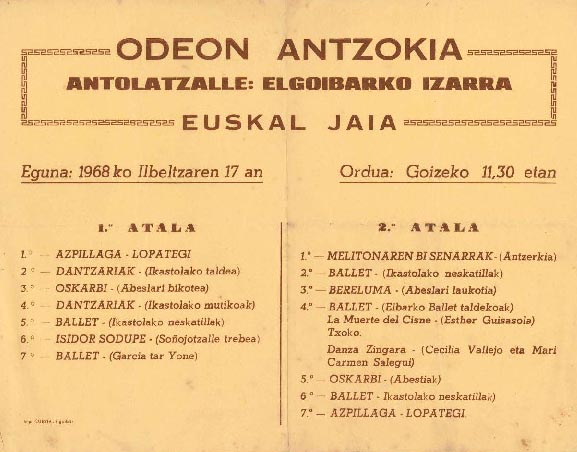 ODEON ANTZOKIA
ANTOLATZALLE: ELGOIBARKO IZARRA
EUSKAL JAIA
Eguna: 1968 ko Ilbeltzaren 17 an
Ordua: Goizeko 11,30 etan
1.º ATALA
1.º — AZPILLAGA - LOPATEGI
2 º — DANTZARIAK - (Ikastolako taldea)
3.º — OSKARBI - (Abeslari bikotea)
4.º — DANTZARIAK - (Ikastolako mutikoak)
5.º — BALLET - (Ikastolako neskatillak)
6.º — ISIDOR SODUPE - (Soñojotzalle trebea)
7 º — BALLET - (Garcia tar Yone)
2.º ATALA
1.º — MELITONAREN BI SENARRAK - (Antzerkia)
2.º — BALLET - (Ikastolako neskatillak)
3.º — BERELUMA - (Abeslari laukotia)
4.º — BALLET - (Eibarko Ballet taldekoak)
La Muerte del Cisne - (Esther Guisasola)
Txoko.
Danza Zingara - (Cecilia Vallejo eta Mari
Carmen Salegui)
5.º — OSKARBI - (Abestiak)
6 º — BALLET - Ikastolako neskatillak)
7.º — AZPILLAGA - LOPATEGI